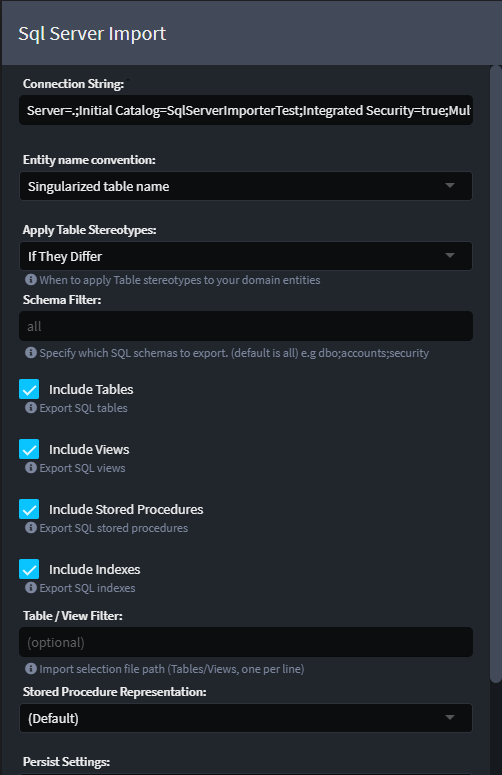 Sql Server Import
Connection String:*
Server=.;Initial Catalog=SqlServerImporterTest;Integrated Security=true;Mul
Entity name convention:
Singularized table name
Apply Table Stereotypes:
If They Differ
When to apply Table stereotypes to your domain entities
Schema Filter:
all
Specify which SQL schemas to export. (default is all) e.g dbo;accounts;security
Include Tables
Export SQL tables
Include Views
Export SQL views
Include Stored Procedures
Export SQL stored procedures
Include Indexes
Export SQL indexes
Table / View Filter:
(optional)
Import selection file path (Tables/Views, one per line)
Stored Procedure Representation:
(Default)
Persist Settings: